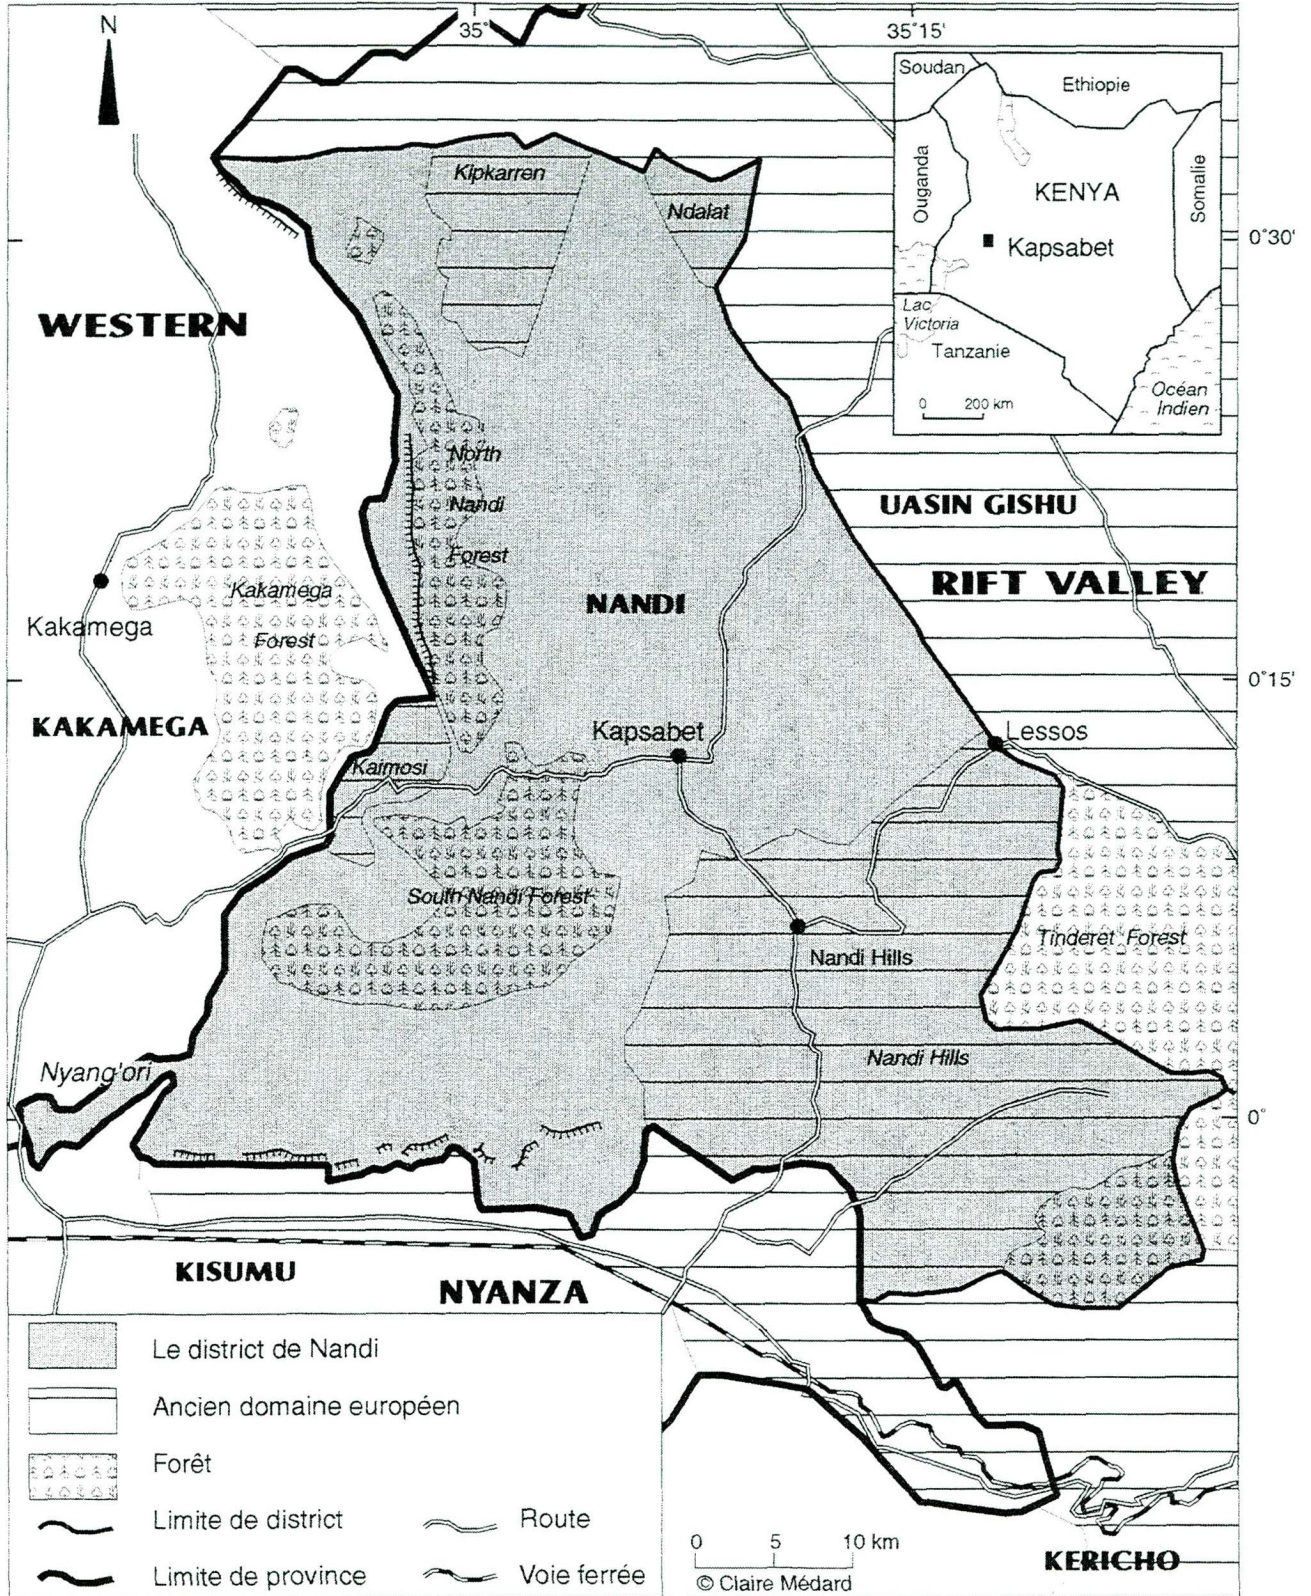 N
35°
35°15'
Soudan
Ethiopie
Ouganda
KENYA
Somalie
Kapsabet
Lac
Victoria
Tanzanie
Océan
Indien
0 200 km
Kipkarren
Ndalat
0°30'
WESTERN
North
Nandi
Forest
UASIN GISHU
RIFT VALLEY
NANDI
Kakamega
Forest
Kakamega
0°15'
KAKAMEGA
Kapsabet
Lessos
Kaimosi
South Nandi Forest
Tinderet Forest
Nandi Hills
Nandi Hills
Nyang'ori
0°
KISUMU
NYANZA
Le district de Nandi
Ancien domaine européen
Forêt
Limite de district
Route
Limite de province
Voie ferrée
0 5 10 km
© Claire Médard
KERICHO